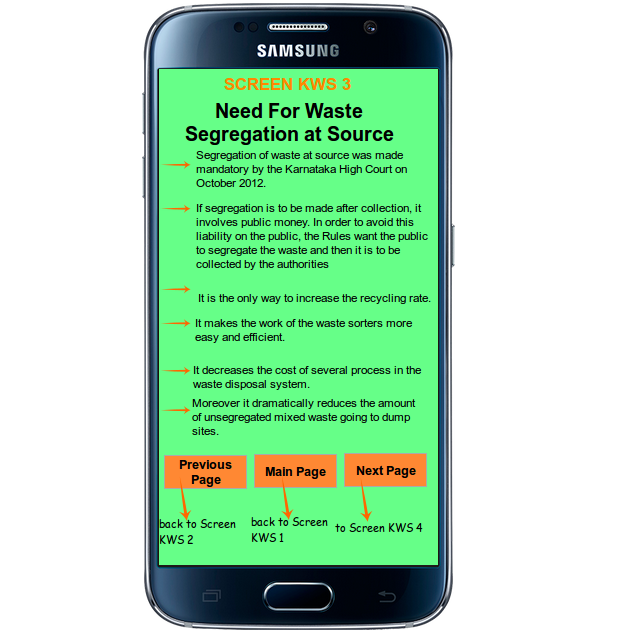 SAMSUNG
SCREEN KWS 3
Need For Waste
Segregation at Source
Segregation of waste at source was made
mandatory by the Karnataka High Court on
October 2012.
If segregation is to be made after collection, it
involves public money. In order to avoid this
liability on the public, the Rules want the public
to segregate the waste and then it is to be
collected by the authorities
It is the only way to increase the recycling rate.
It makes the work of the waste sorters more
easy and efficient.
It decreases the cost of several process in the
waste disposal system.
Moreover it dramatically reduces the amount
of unsegregated mixed waste going to dump
sites.
Previous
Page
Main Page
Next Page
back to Screen
KWS 2
back to Screen
KWS 1
to Screen KWS 4